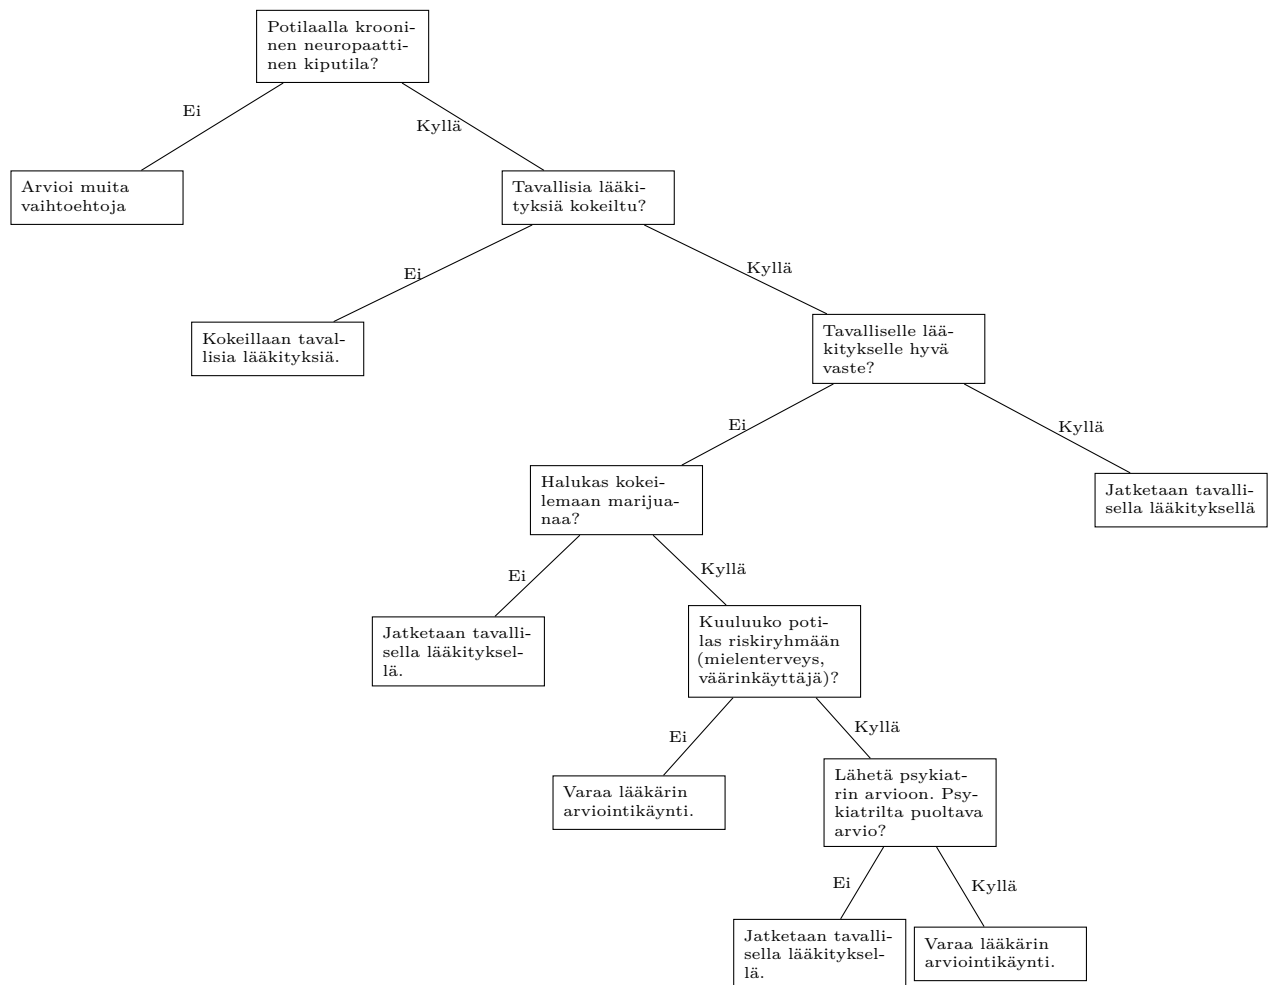 Potilaalla krooni-
nen neuropaatti-
nen kiputila?
Ei
Kyllä
Arvioi muita
vaihtoehtoja
Tavallisia lääki-
tyksiä kokeiltu?
Ei
Kyllä
Kokeillaan taval-
lisia lääkityksiä.
Tavalliselle lää-
kitykselle hyvä
vaste?
Ei
Kyllä
Halukas kokei-
lemaan marijua-
naa?
Jatketaan tavalli-
sella lääkityksellä
Ei
Kyllä
Jatketaan tavalli-
sella lääkityksel-
lä.
Kuuluuko poti-
las riskiryhmään
(mielenterveys,
väärinkäyttäjä)?
Ei
Kyllä
Varaa lääkärin
arviointikäynti.
Lähetä psykiat-
rin arvioon. Psy-
kiatrilta puoltava
arvio?
Ei
Kyllä
Jatketaan tavalli-
sella lääkityksel-
lä.
Varaa lääkärin
arviointikäynti.